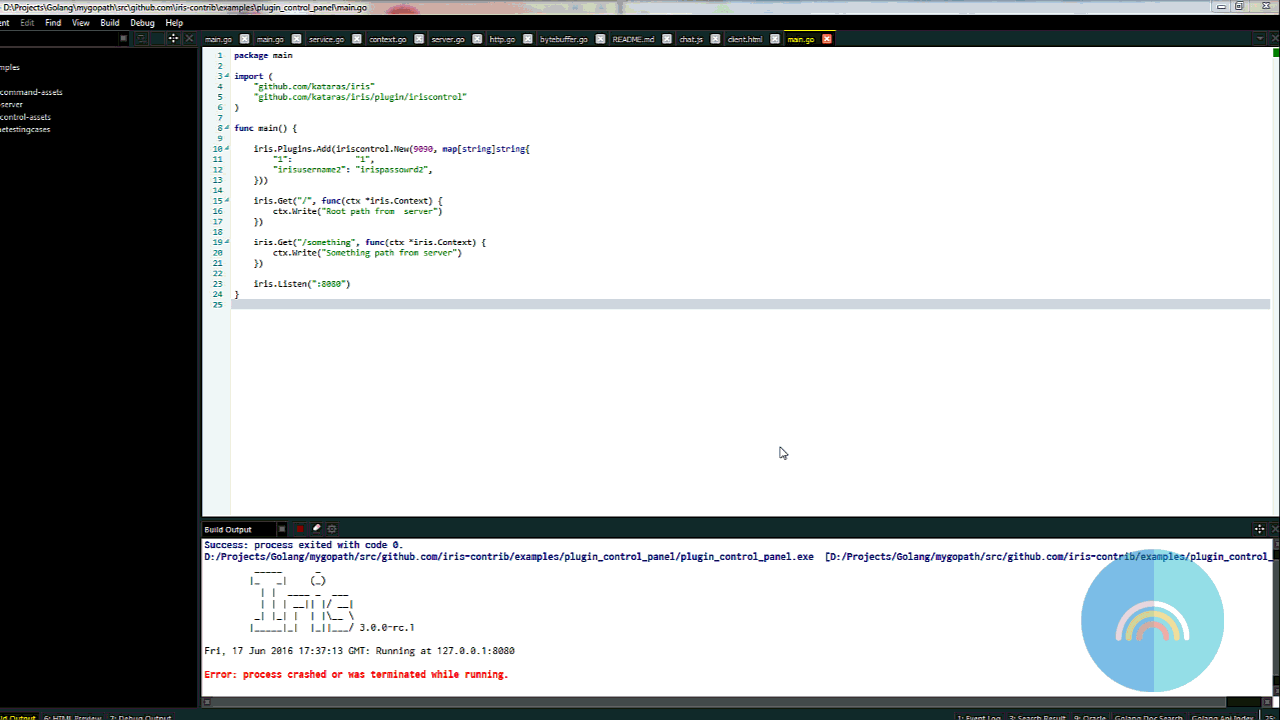 D:\Projects\Golang\mygopath\src\github.com\iris-contrib\examples\plugin_control_panel\main.go
ent Edit Find View Build Debug Help
main.go main.go service.go context.go server.go http.go bytebuffer.go README.md chat.js client.html main.go
mples
command-assets
server
control-assets
netestingcases
1 package main
2
3 import (
4 "github.com/kataras/iris"
5 "github.com/kataras/iris/plugin/iriscontrol"
6 )
7
8 func main() {
9
10 iris.Plugins.Add(iriscontrol.New(9090, map[string]string{
11 "1": "1",
12 "irisusername2": "irispassowrd2",
13 }))
14
15 iris.Get("/", func(ctx *iris.Context) {
16 ctx.Write("Root path from  server")
17 })
18
19 iris.Get("/something", func(ctx *iris.Context) {
20 ctx.Write("Something path from server")
21 })
22
23 iris.Listen(":8080")
24 }
25
Build Output
Success: process exited with code 0.
D:/Projects/Golang/mygopath/src/github.com/iris-contrib/examples/plugin_control_panel/plugin_control_panel.exe [D:/Projects/Golang/mygopath/src/github.com/iris-contrib/examples/plugin_control_
Iris
3.0.0-rc.1
Fri, 17 Jun 2016 17:37:13 GMT: Running at 127.0.0.1:8080
Error: process crashed or was terminated while running.
ild Output 6: HTML Preview 7: Debug Output 1: Event Log 3: Search Result 9: Oracle Golang Doc Search Golang Api Index